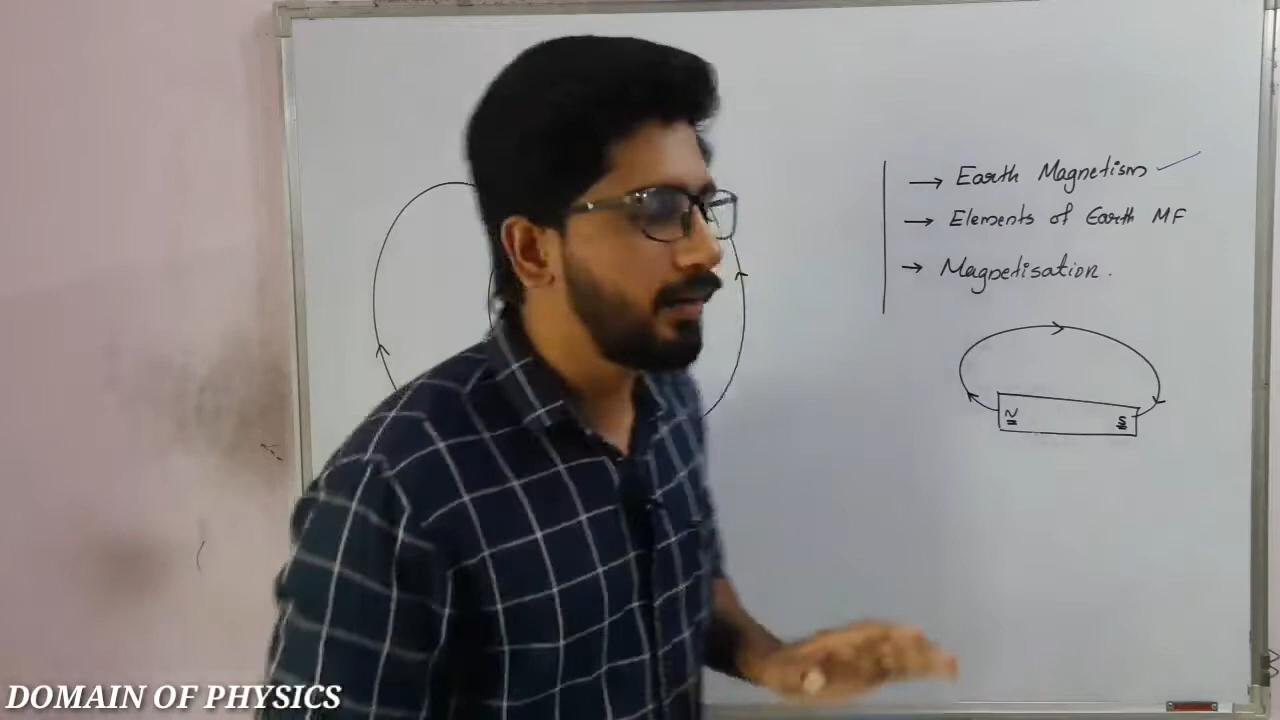 → Earth Magnetism
→ Elements of Earth MF
→ Magnetisation.
N S
DOMAIN OF PHYSICS